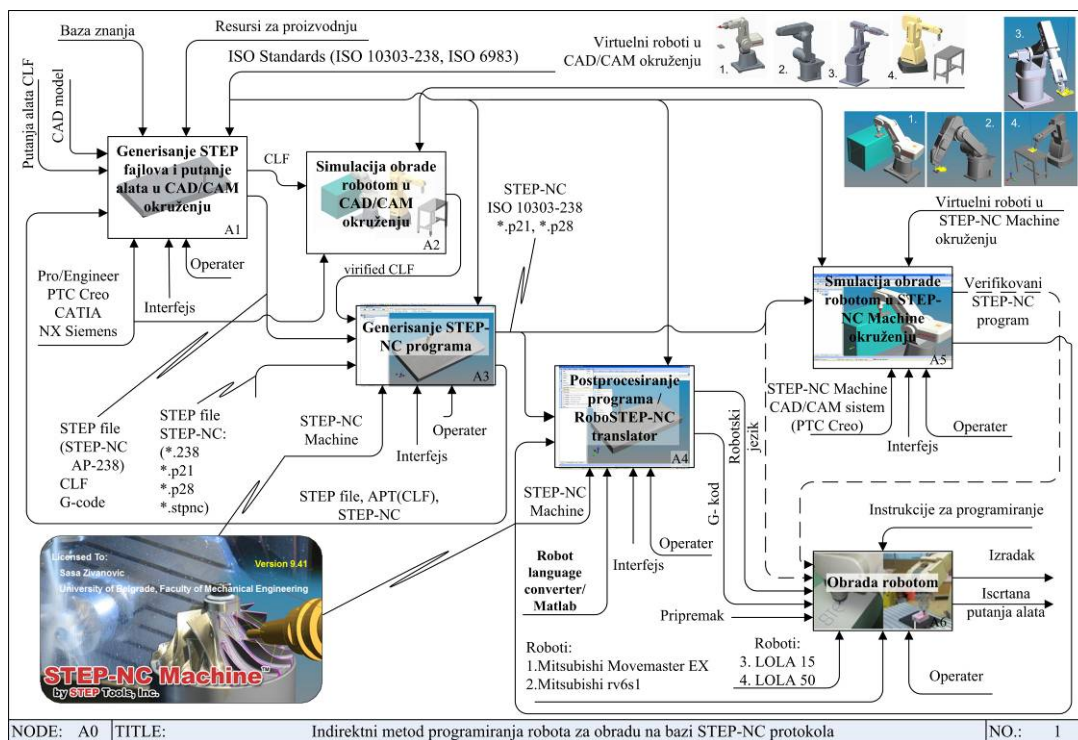 Baza znanja
Resursi za proizvodnju
ISO Standards (ISO 10303-238, ISO 6983)
Virtuelni roboti u
CAD/CAM okruženju
1.
2.
3.
4.
3.
1.
2.
4.
Putanja alata CLF
CAD model
Generisanje STEP
fajlova i putanje
alata u CAD/CAM
okruženju
A1
CLF
Simulacija obrade
robotom u
CAD/CAM
okruženju
A2
STEP-NC
ISO 10303-238
*.p21, *.p28
Virtuelni roboti u
STEP-NC Machine
okruženju
Operater
virified CLF
Pro/Engineer
PTC Creo
CATIA
NX Siemens
Interfejs
Generisanje STEP-
NC programa
A3
Simulacija obrade
robotom u STEP-
NC Machine
okruženju
A5
Verifikovani
STEP-NC
program
Postprocesiranje
programa /
RoboSTEP-NC
translator
A4
Robotski
jezik
G- kod
STEP-NC Machine
CAD/CAM sistem
(PTC Creo)
Interfejs
Operater
STEP file
(STEP-NC
AP-238)
CLF
G-code
STEP file
STEP-NC:
(*.238
*.p21
*.p28
*.stpnc)
STEP-NC
Machine
Interfejs
Operater
STEP file, APT(CLF),
STEP-NC
STEP-NC
Machine
Operater
Interfejs
Robot
language
converter/
Matlab
Pripremak
Instrukcije za programiranje
Obrada robotom
A6
Izradak
Iscrtana
putanja alata
Licensed To:
Sasa Zivanovic
University of Belgrade, Faculty of Mechanical Engineering
Version 9.41
STEP-NC Machine™
by STEP Tools, Inc.
Roboti:
1.Mitsubishi Movemaster EX
2.Mitsubishi rv6s1
Roboti:
3. LOLA 15
4. LOLA 50
Operater
NODE: A0 TITLE: Indirektni metod programiranja robota za obradu na bazi STEP-NC protokola NO.: 1